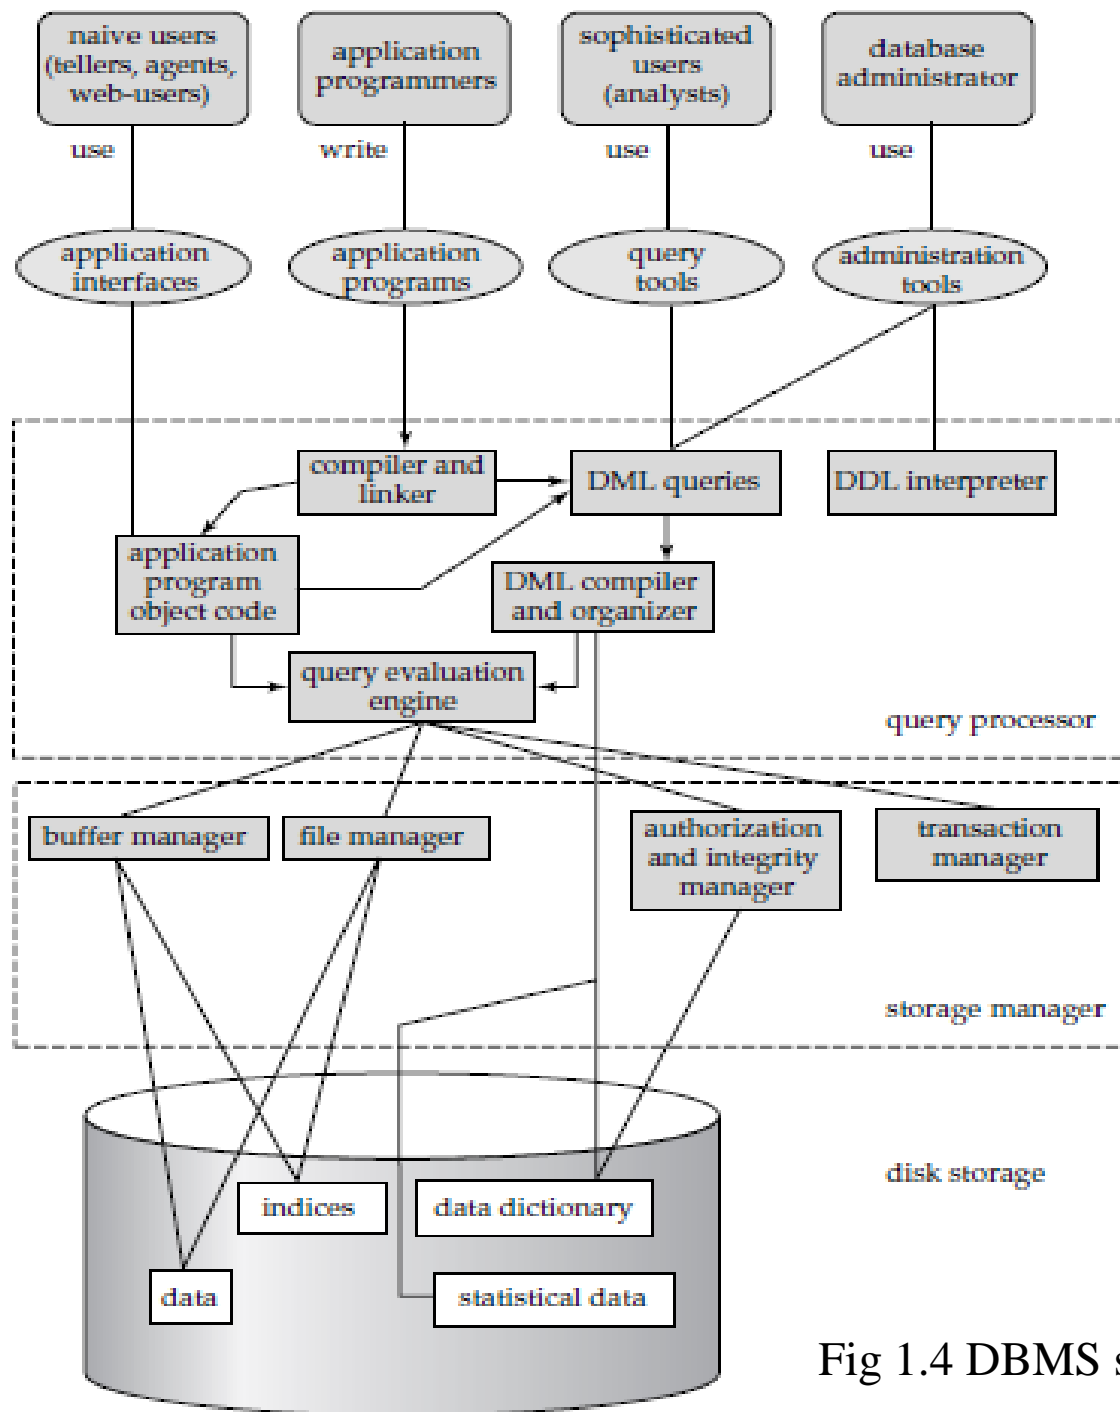 naive users
(tellers, agents,
web-users)
application
programmers
sophisticated
users
(analysts)
database
administrator
use
write
use
use
application
interfaces
application
programs
query
tools
administration
tools
compiler and
linker
DML queries
DDL interpreter
application
program
object code
DML compiler
and organizer
query evaluation
engine
query processor
buffer manager
file manager
authorization
and integrity
manager
transaction
manager
storage manager
disk storage
indices
data dictionary
data
statistical data
Fig 1.4 DBMS s